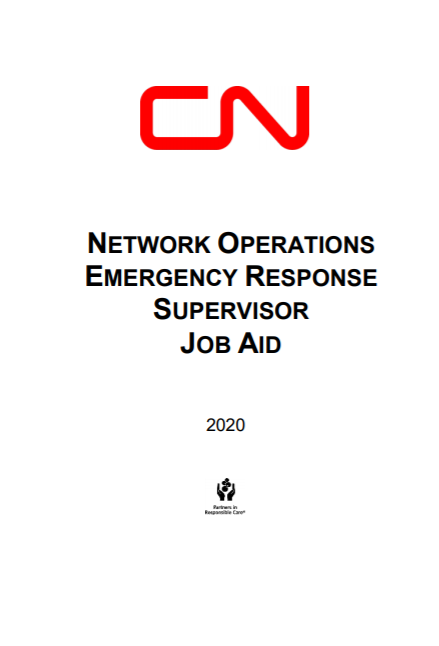 CN
NETWORK OPERATIONS
EMERGENCY RESPONSE
SUPERVISOR
JOB AID
2020
Partners in
Responsible Care®